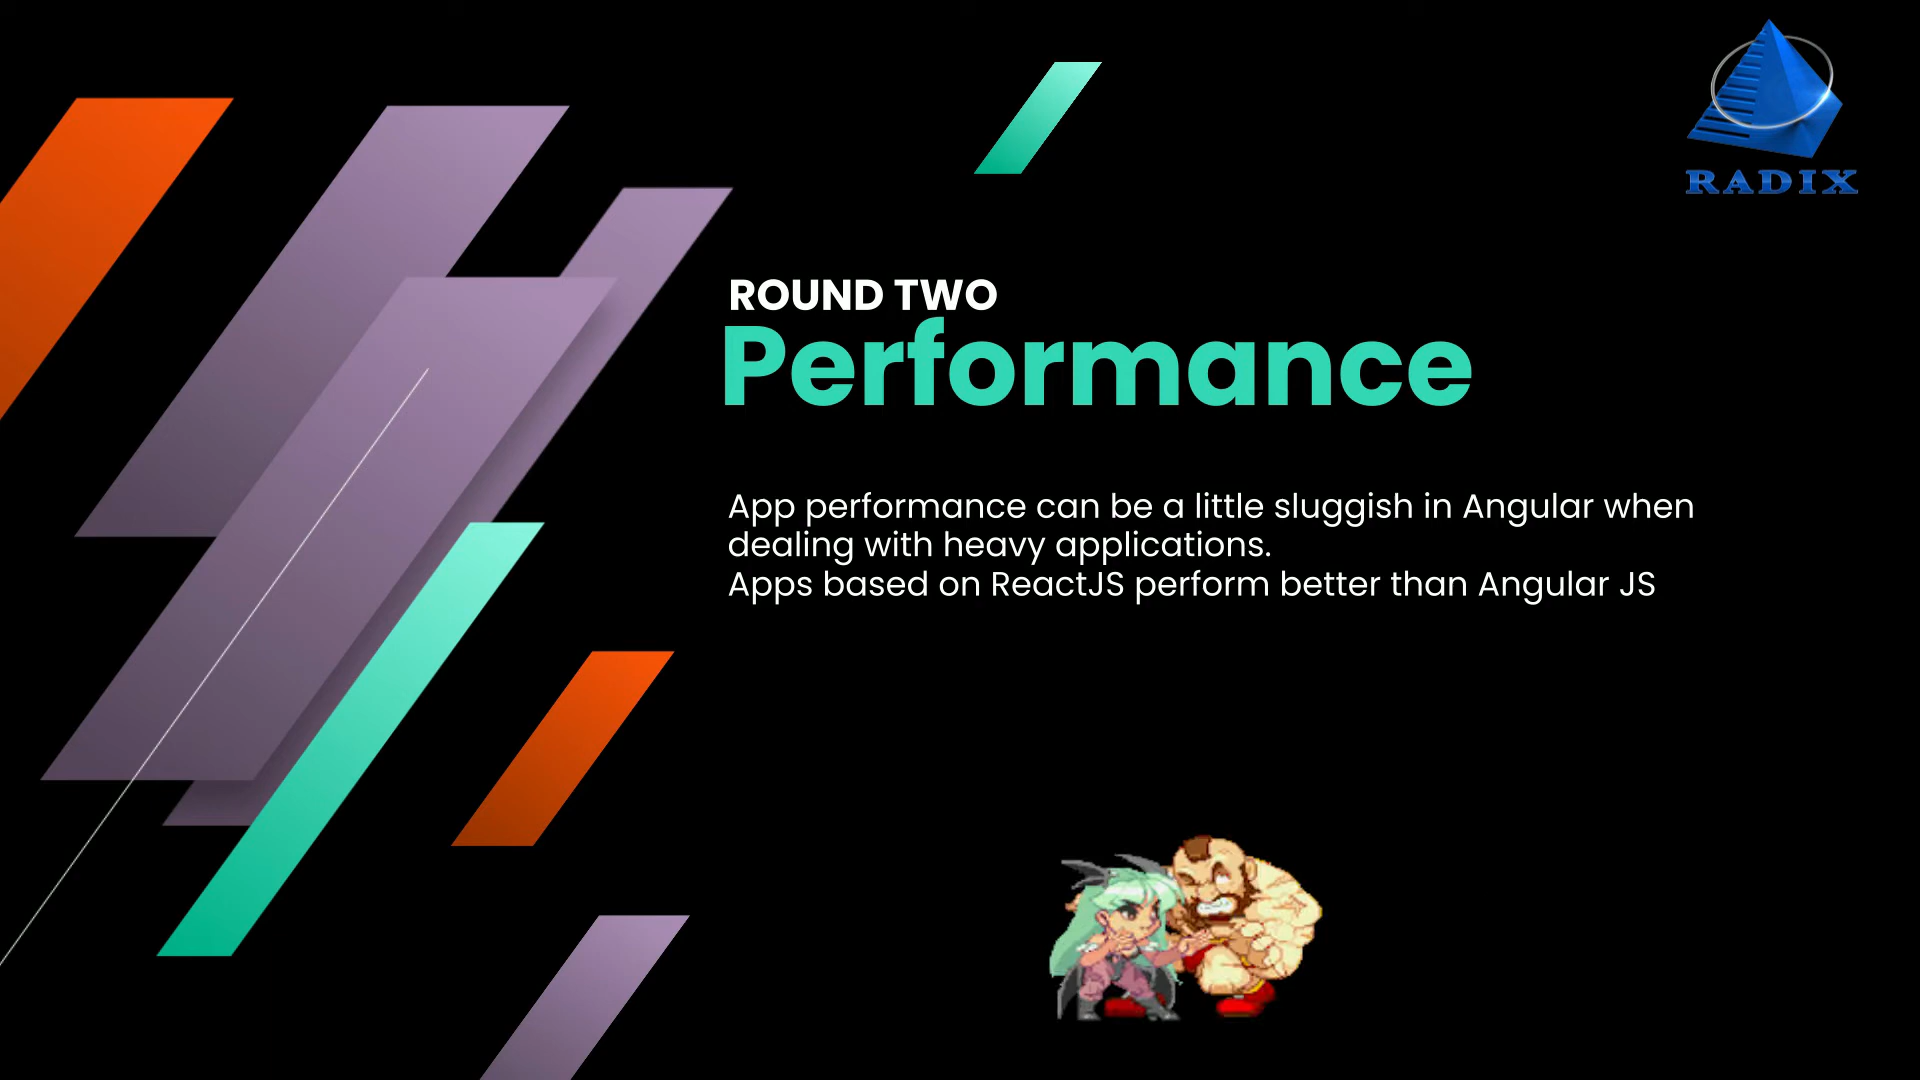 RADIX
ROUND TWO
Performance
App performance can be a little sluggish in Angular when
dealing with heavy applications.
Apps based on ReactJS perform better than Angular JS